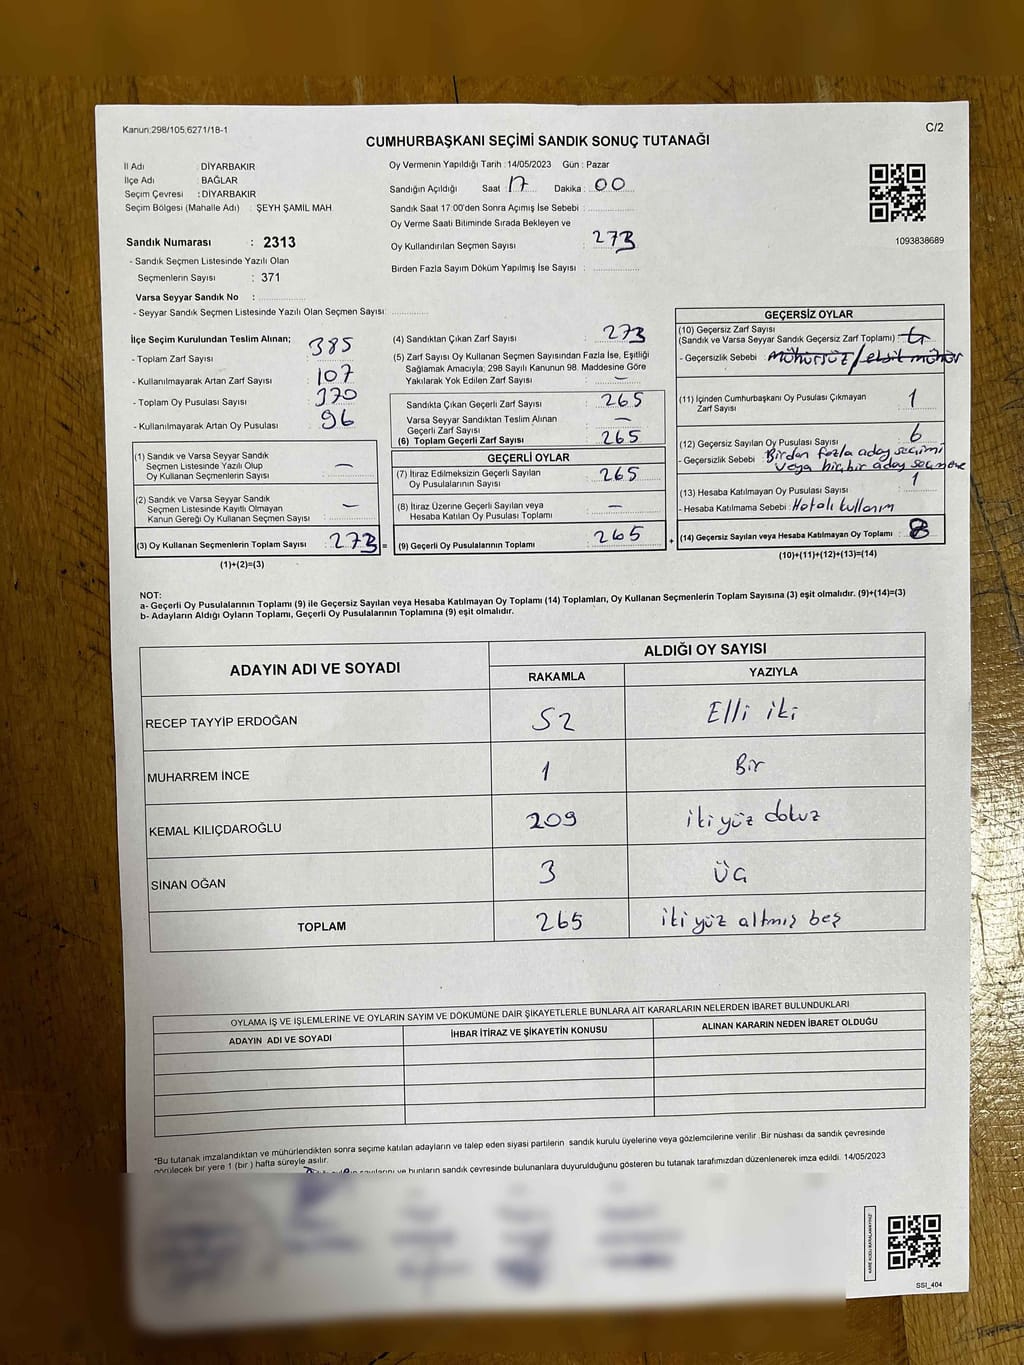 Kanun:298/105,6271/18-1
C/2
CUMHURBAŞKANI SEÇİMİ SANDIK SONUÇ TUTANAĞI
İl Adı : DİYARBAKIR
İlçe Adı : BAĞLAR
Seçim Çevresi : DİYARBAKIR
Seçim Bölgesi (Mahalle Adı) : ŞEYH ŞAMİL MAH.
Sandık Numarası : 2313
- Sandık Seçmen Listesinde Yazılı Olan
Seçmenlerin Sayısı : 371
Varsa Seyyar Sandık No :
- Seyyar Sandık Seçmen Listesinde Yazılı Olan Seçmen Sayısı:
Oy Vermenin Yapıldığı Tarih : 14/05/2023 Gün : Pazar
Sandığın Açıldığı Saat : 17 Dakika : 00
Sandık Saat 17:00'den Sonra Açımış İse Sebebi :
Oy Verme Saati Bitiminde Sırada Bekleyen ve
Oy Kullandırılan Seçmen Sayısı : 273
Birden Fazla Sayım Döküm Yapılmış İse Sayısı :
1093838689
İlçe Seçim Kurulundan Teslim Alınan;
- Toplam Zarf Sayısı : 385
- Kullanılmayarak Artan Zarf Sayısı : 107
- Toplam Oy Pusulası Sayısı : 370
- Kullanılmayarak Artan Oy Pusulası : 96
(1) Sandık ve Varsa Seyyar Sandık
Seçmen Listesinde Yazılı Olup
Oy Kullanan Seçmenlerin Sayısı : —
(2) Sandık ve Varsa Seyyar Sandık
Seçmen Listesinde Kayıtlı Olmayan
Kanun Gereği Oy Kullanan Seçmen Sayısı : —
(3) Oy Kullanan Seçmenlerin Toplam Sayısı : 273 =
(1)+(2)=(3)
(4) Sandıktan Çıkan Zarf Sayısı : 273
(5) Zarf Sayısı Oy Kullanan Seçmen Sayısından Fazla İse, Eşitliği
Sağlamak Amacıyla; 298 Sayılı Kanunun 98. Maddesine Göre
Yakılarak Yok Edilen Zarf Sayısı : —
Sandıkta Çıkan Geçerli Zarf Sayısı : 265
Varsa Seyyar Sandıktan Teslim Alınan
Geçerli Zarf Sayısı : —
(6) Toplam Geçerli Zarf Sayısı : 265
GEÇERLİ OYLAR
(7) İtiraz Edilmeksizin Geçerli Sayılan
Oy Pusulalarının Sayısı : 265
(8) İtiraz Üzerine Geçerli Sayılan veya
Hesaba Katılan Oy Pusulası Toplamı : —
(9) Geçerli Oy Pusulalarının Toplamı : 265 +
GEÇERSİZ OYLAR
(10) Geçersiz Zarf Sayısı
(Sandık ve Varsa Seyyar Sandık Geçersiz Zarf Toplamı) :
- Geçersizlik Sebebi : Mühürsüz/eksik mühür
(11) İçinden Cumhurbaşkanı Oy Pusulası Çıkmayan
Zarf Sayısı : 1
(12) Geçersiz Sayılan Oy Pusulası Sayısı : 6
- Geçersizlik Sebebi : Birden fazla aday seçimi
veya hiçbir aday seçmeme
(13) Hesaba Katılmayan Oy Pusulası Sayısı : 1
- Hesaba Katılmama Sebebi : Hatalı kullanım
(14) Geçersiz Sayılan veya Hesaba Katılmayan Oy Toplamı : 8
(10)+(11)+(12)+(13)=(14)
NOT:
a- Geçerli Oy Pusulalarının Toplamı (9) ile Geçersiz Sayılan veya Hesaba Katılmayan Oy Toplamı (14) Toplamları, Oy Kullanan Seçmenlerin Toplam Sayısına (3) eşit olmalıdır. (9)+(14)=(3)
b- Adayların Aldığı Oyların Toplamı, Geçerli Oy Pusulalarının Toplamına (9) eşit olmalıdır.
ADAYIN ADI VE SOYADI
ALDIĞI OY SAYISI
RAKAMLA YAZIYLA
RECEP TAYYİP ERDOĞAN 52 Elli iki
MUHARREM İNCE 1 Bir
KEMAL KILIÇDAROĞLU 209 iki yüz dokuz
SİNAN OĞAN 3 Üç
TOPLAM 265 iki yüz altmış beş
OYLAMA İŞ VE İŞLEMLERİNE VE OYLARIN SAYIM VE DÖKÜMÜNE DAİR ŞİKAYETLERLE BUNLARA AİT KARARLARIN NELERDEN İBARET BULUNDUKLARI
ADAYIN ADI VE SOYADI İHBAR İTİRAZ VE ŞİKAYETİN KONUSU ALINAN KARARIN NEDEN İBARET OLDUĞU
"Bu tutanak imzalandıktan ve mühürlendikten sonra seçime katılan adayların ve talep eden siyasi partilerin sandık kurulu üyelerine veya gözlemcilerine verilir. Bir nüshası da sandık çevresinde
görülecek bir yere 1 (bir ) hafta süreyle asılır.
ve bunların sandık çevresinde bulunanlara duyurulduğunu gösteren bu tutanak tarafımızdan düzenlenerek imza edildi. 14/05/2023
SSİ_404